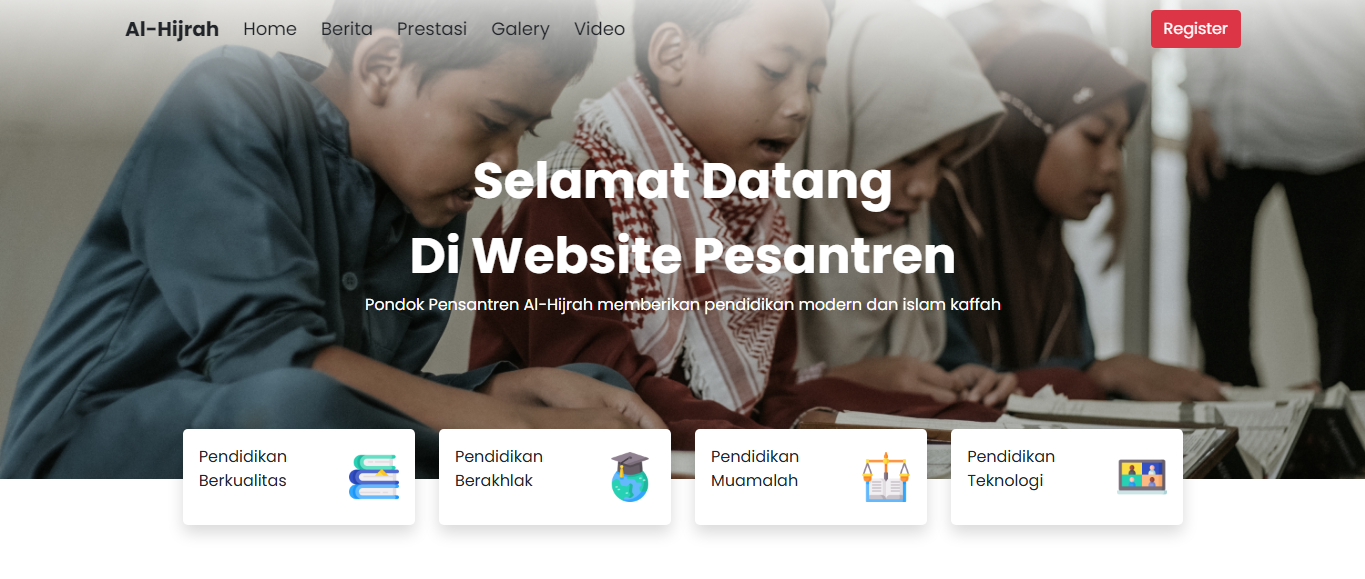 Al-Hijrah Home Berita Prestasi Galery Video Register
Selamat Datang
Di Website Pesantren
Pondok Pensantren Al-Hijrah memberikan pendidikan modern dan islam kaffah
Pendidikan
Berkualitas
Pendidikan
Berakhlak
Pendidikan
Muamalah
Pendidikan
Teknologi